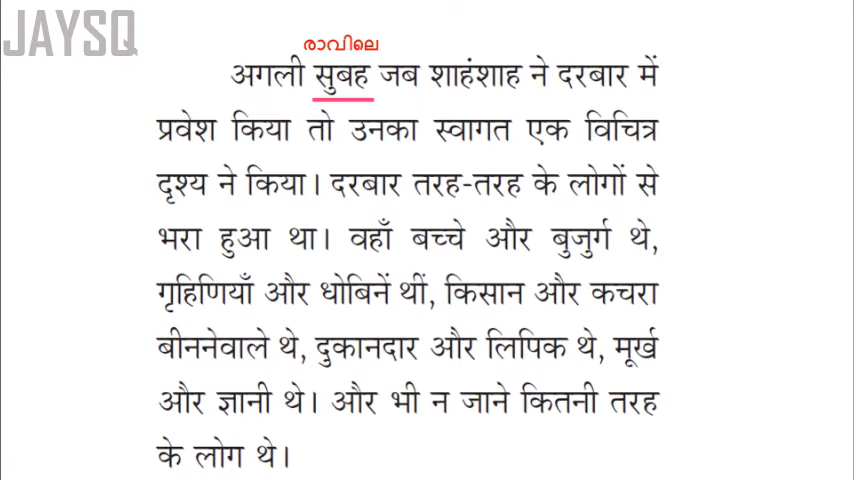 JAYSQ
രാവിലെ
अगली सुबह जब शाहंशाह ने दरबार में
प्रवेश किया तो उनका स्वागत एक विचित्र
दृश्य ने किया। दरबार तरह-तरह के लोगों से
भरा हुआ था। वहाँ बच्चे और बुजुर्ग थे,
गृहिणियाँ और धोबिनें थीं, किसान और कचरा
बीननेवाले थे, दुकानदार और लिपिक थे, मूर्ख
और ज्ञानी थे। और भी न जाने कितनी तरह
के लोग थे।